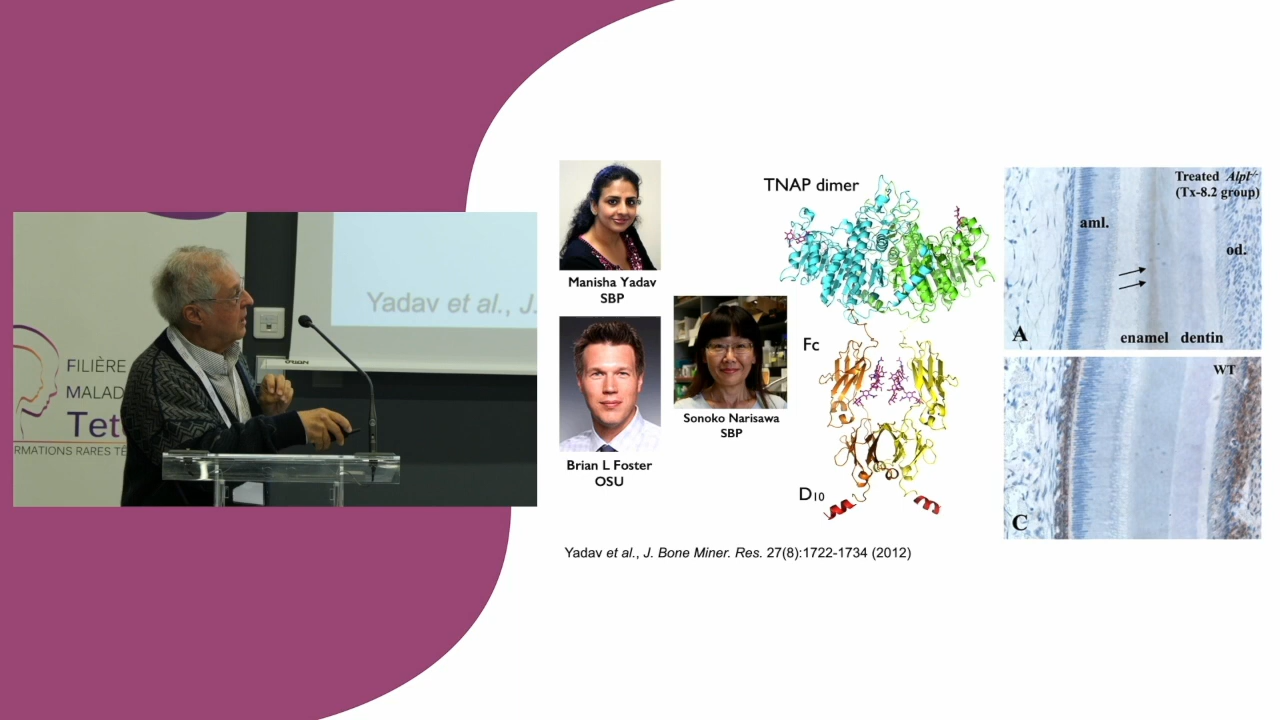 Yadav et al., J.
FILIÈRE
MALAD
Tet
RMATIONS RARES TÊ
Manisha Yadav
SBP
Brian L Foster
OSU
Sonoko Narisawa
SBP
TNAP dimer
Fc
D10
Treated Alpl-/-
(Tx-8.2 group)
aml.
od.
A
enamel dentin
WT
C
Yadav et al., J. Bone Miner. Res. 27(8):1722-1734 (2012)